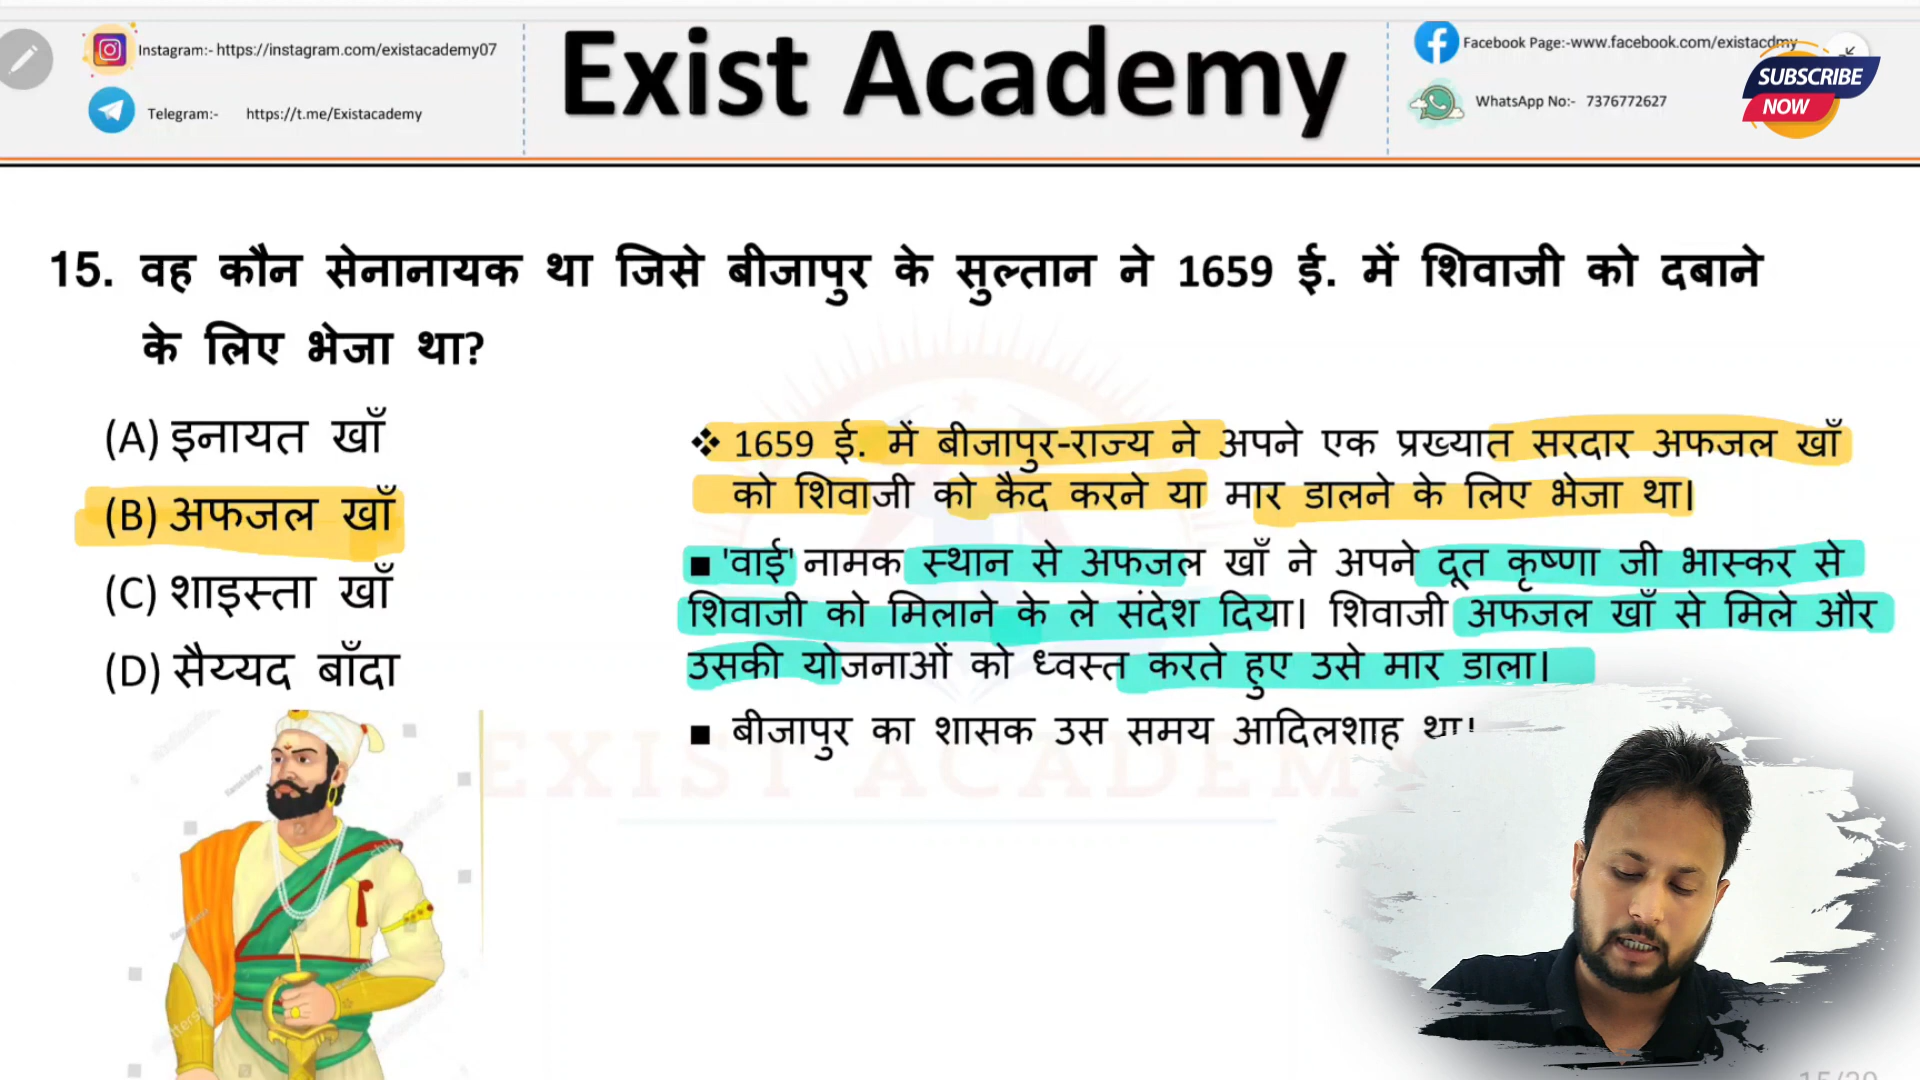 Instagram:- https://instagram.com/existacademy07
Telegram:- https://t.me/Existacademy
Exist Academy
Facebook Page:-www.facebook.com/existacdmy
WhatsApp No:- 7376772627
SUBSCRIBE
NOW
15. वह कौन सेनानायक था जिसे बीजापुर के सुल्तान ने 1659 ई. में शिवाजी को दबाने
के लिए भेजा था?
(A) इनायत खाँ
(B) अफजल खाँ
(C) शाइस्ता खाँ
(D) सैय्यद बाँदा
❖ 1659 ई. में बीजापुर-राज्य ने अपने एक प्रख्यात सरदार अफजल खाँ
को शिवाजी को कैद करने या मार डालने के लिए भेजा था।
■ 'वाई' नामक स्थान से अफजल खाँ ने अपने दूत कृष्णा जी भास्कर से
शिवाजी को मिलाने के ले संदेश दिया। शिवाजी अफजल खाँ से मिले और
उसकी योजनाओं को ध्वस्त करते हुए उसे मार डाला।
■ बीजापुर का शासक उस समय आदिलशाह था।
EXIST ACADEM